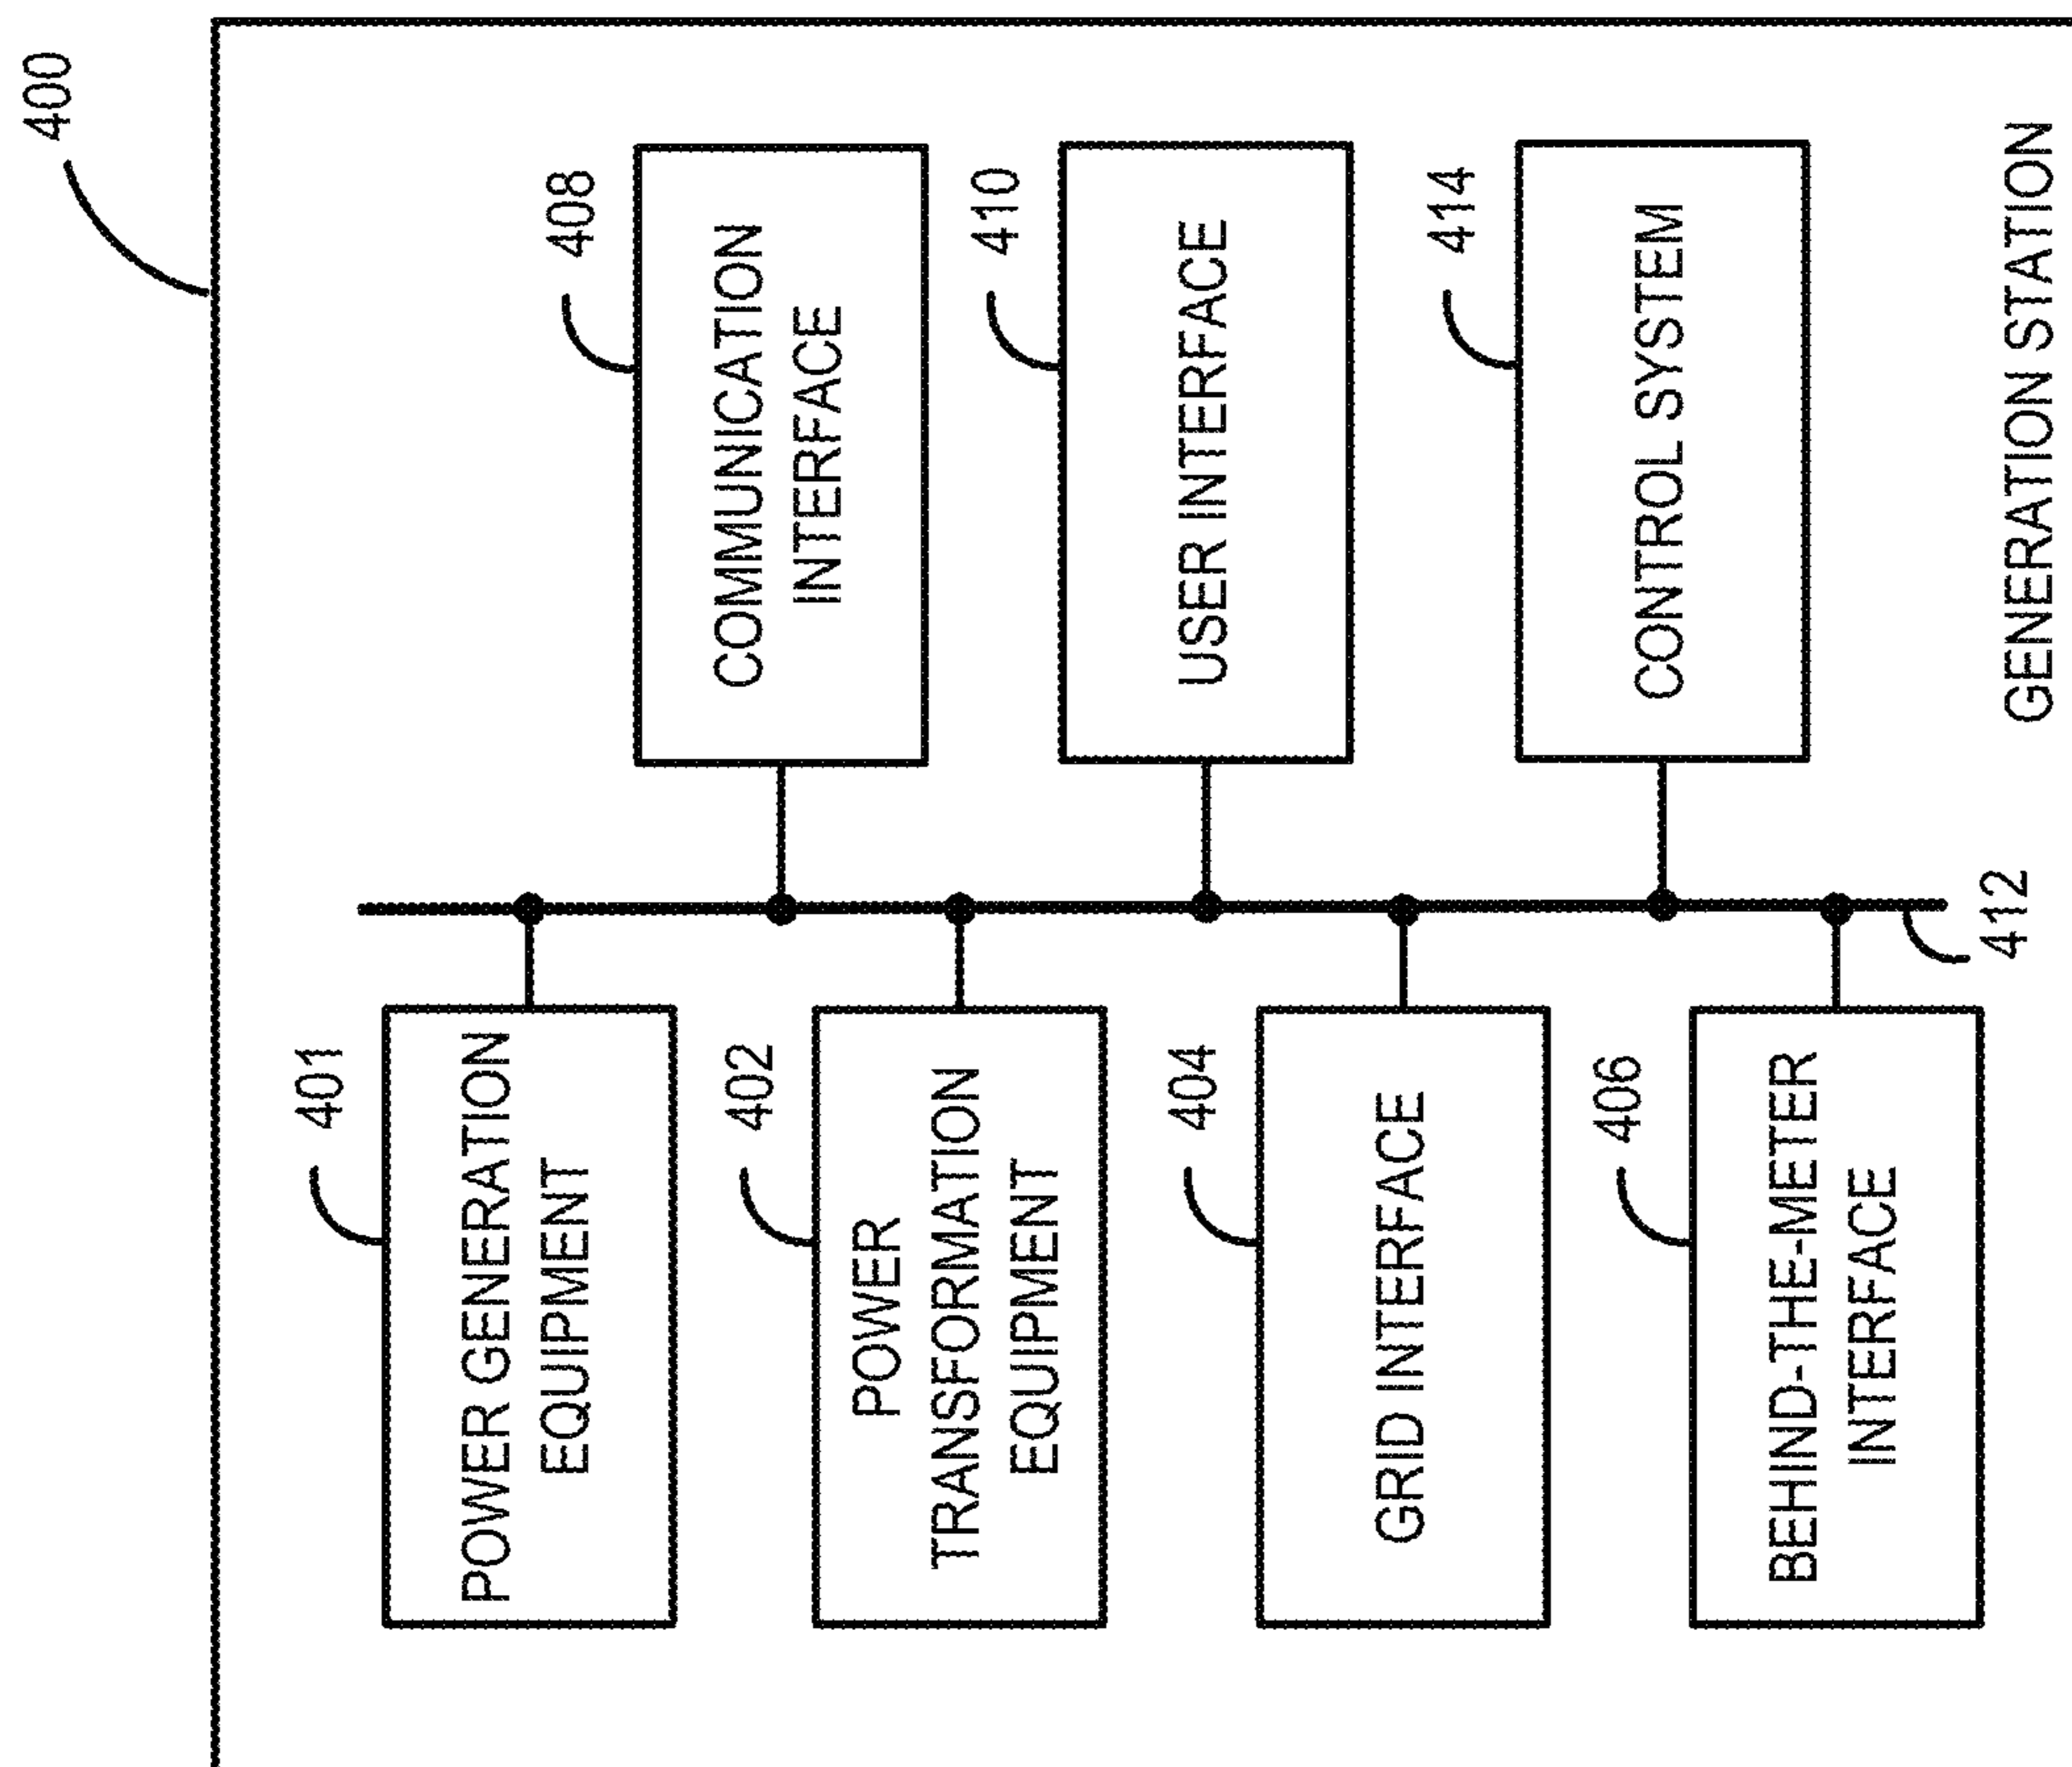 400
401
POWER GENERATION
EQUIPMENT
408
COMMUNICATION
INTERFACE
402
POWER
TRANSFORMATION
EQUIPMENT
410
USER INTERFACE
404
GRID INTERFACE
414
CONTROL SYSTEM
406
BEHIND-THE-METER
INTERFACE
412
GENERATION STATION